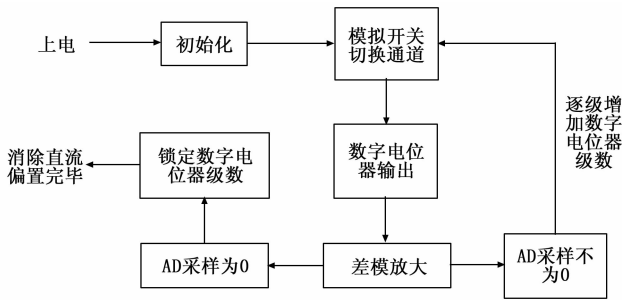 上电
初始化
模拟开关
切换通道
逐级增
加数字
电位器
级数
数字电位
器输出
消除直流
偏置完毕
锁定数字电
位器级数
AD采样为0
差模放大
AD采样不
为0